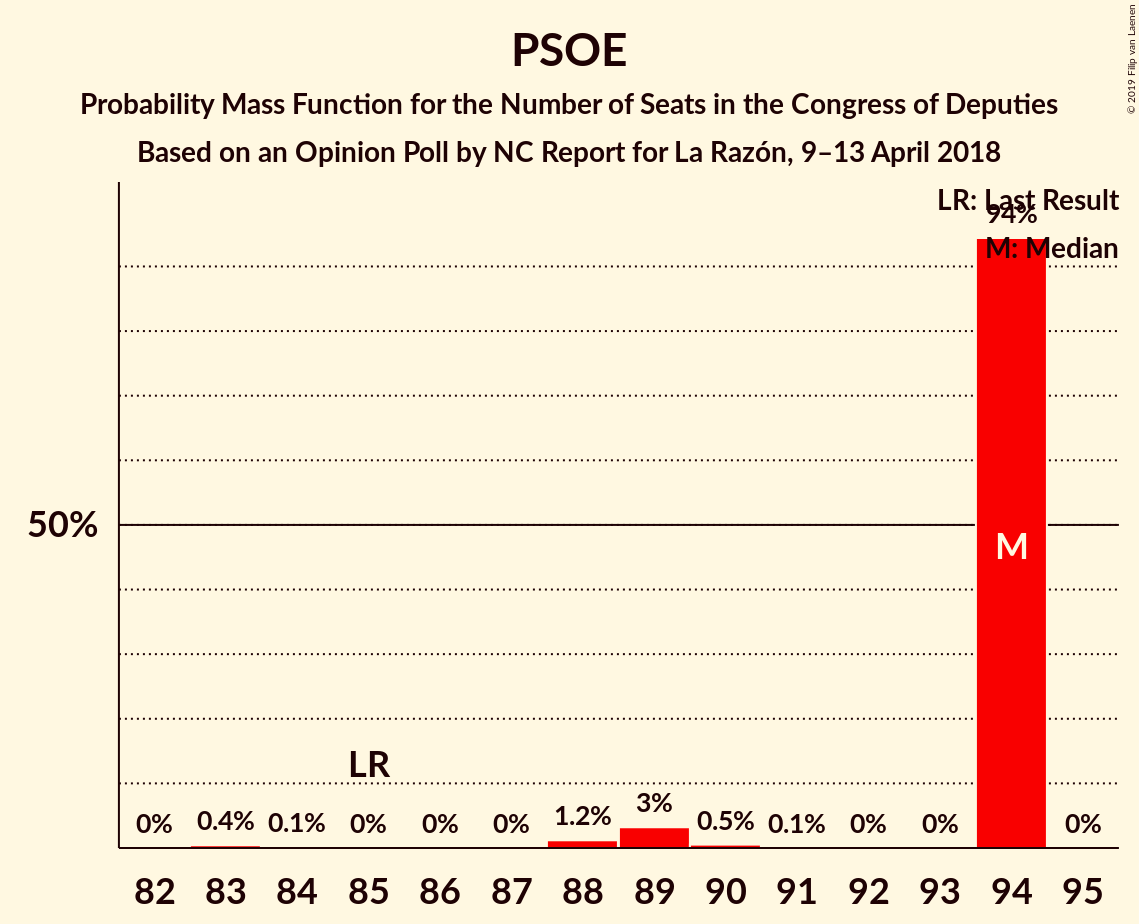 PSOE
Probability Mass Function for the Number of Seats in the Congress of Deputies
Based on an Opinion Poll by NC Report for La Razón, 9–13 April 2018
© 2019 Filip van Laenen
LR: Last Result
94%
M: Median
50%
M
LR
0% 0.4% 0.1% 0% 0% 0% 1.2% 3% 0.5% 0.1% 0% 0% 0%
82 83 84 85 86 87 88 89 90 91 92 93 94 95